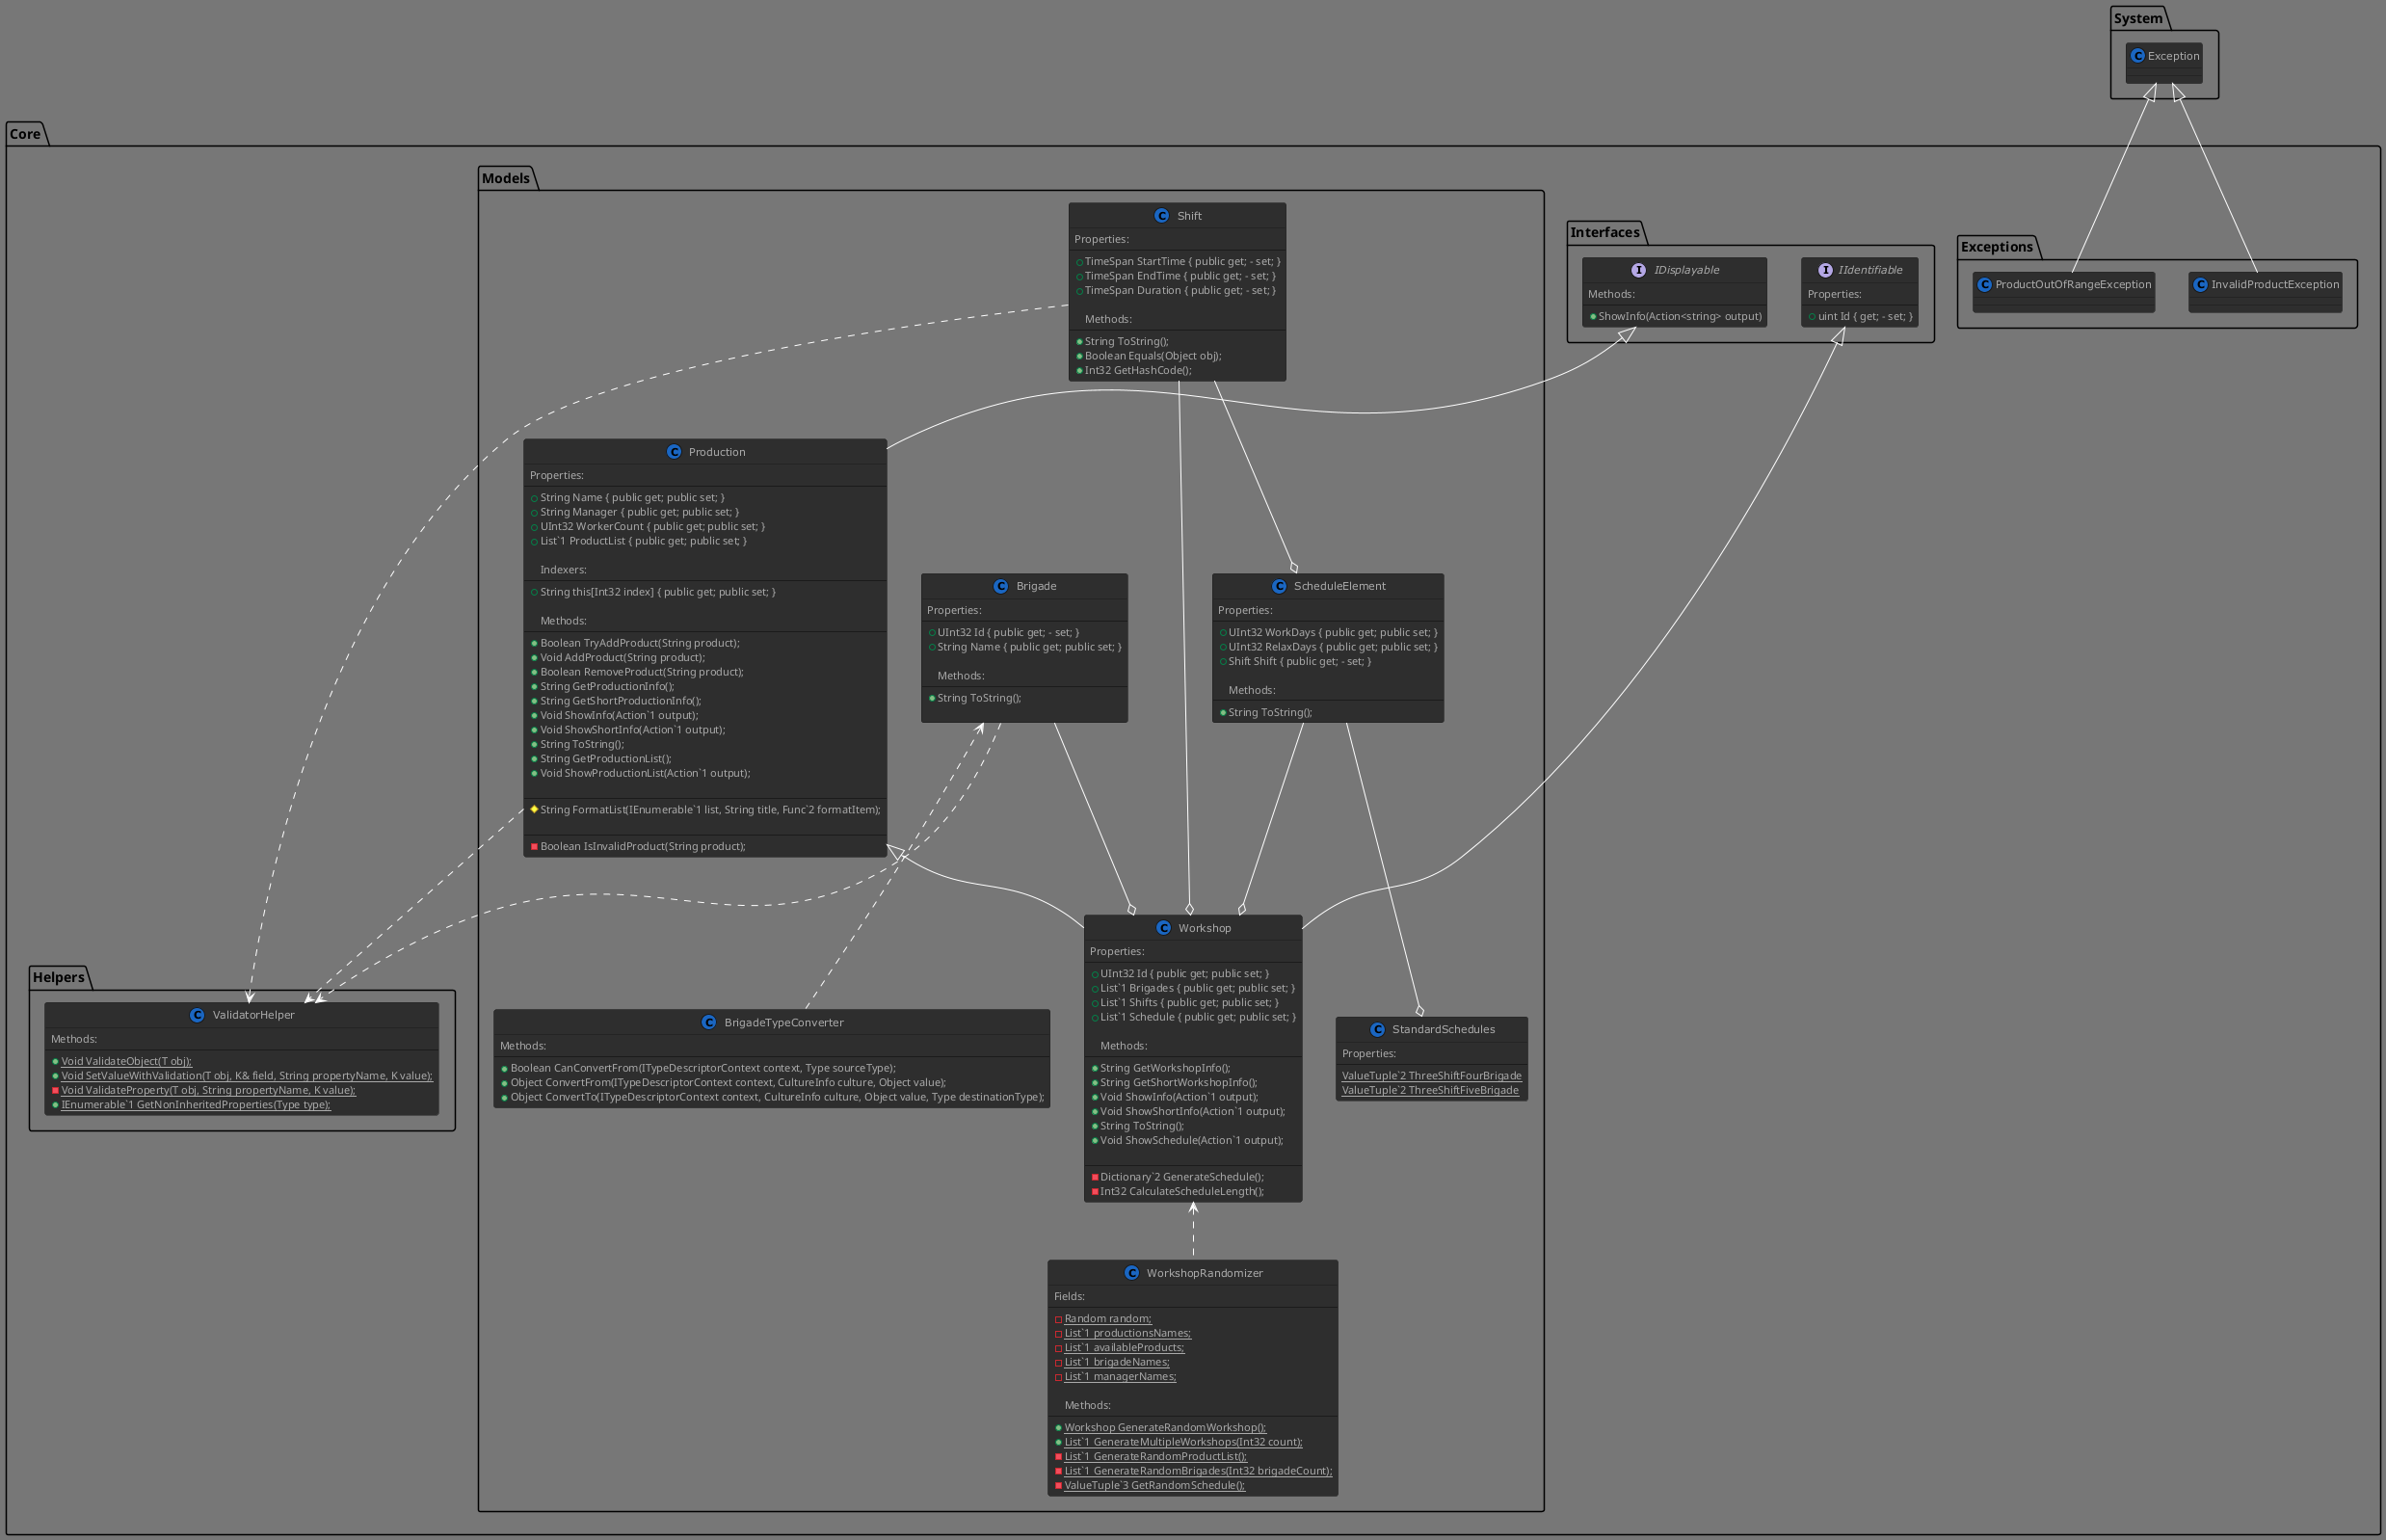 System
C Exception
Core
Models
C Shift
Properties:
TimeSpan StartTime { public get; - set; }
TimeSpan EndTime { public get; - set; }
TimeSpan Duration { public get; - set; }
Methods:
String ToString();
Boolean Equals(Object obj);
Int32 GetHashCode();
Interfaces
I IDisplayable
Methods:
ShowInfo(Action<string> output)
I IIdentifiable
Properties:
uint Id { get; - set; }
Exceptions
C ProductOutOfRangeException
C InvalidProductException
C Production
Properties:
String Name { public get; public set; }
String Manager { public get; public set; }
UInt32 WorkerCount { public get; public set; }
List`1 ProductList { public get; public set; }
Indexers:
String this[Int32 index] { public get; public set; }
Methods:
Boolean TryAddProduct(String product);
Void AddProduct(String product);
Boolean RemoveProduct(String product);
String GetProductionInfo();
String GetShortProductionInfo();
Void ShowInfo(Action`1 output);
Void ShowShortInfo(Action`1 output);
String ToString();
String GetProductionList();
Void ShowProductionList(Action`1 output);
String FormatList(IEnumerable`1 list, String title, Func`2 formatItem);
Boolean IsInvalidProduct(String product);
C Brigade
Properties:
UInt32 Id { public get; - set; }
String Name { public get; public set; }
Methods:
String ToString();
C ScheduleElement
Properties:
UInt32 WorkDays { public get; public set; }
UInt32 RelaxDays { public get; public set; }
Shift Shift { public get; - set; }
Methods:
String ToString();
Helpers
C ValidatorHelper
Methods:
Void ValidateObject(T obj);
Void SetValueWithValidation(T obj, K& field, String propertyName, K value);
Void ValidateProperty(T obj, String propertyName, K value);
IEnumerable`1 GetNonInheritedProperties(Type type);
C BrigadeTypeConverter
Methods:
Boolean CanConvertFrom(ITypeDescriptorContext context, Type sourceType);
Object ConvertFrom(ITypeDescriptorContext context, CultureInfo culture, Object value);
Object ConvertTo(ITypeDescriptorContext context, CultureInfo culture, Object value, Type destinationType);
C Workshop
Properties:
UInt32 Id { public get; public set; }
List`1 Brigades { public get; public set; }
List`1 Shifts { public get; public set; }
List`1 Schedule { public get; public set; }
Methods:
String GetWorkshopInfo();
String GetShortWorkshopInfo();
Void ShowInfo(Action`1 output);
Void ShowShortInfo(Action`1 output);
String ToString();
Void ShowSchedule(Action`1 output);
Dictionary`2 GenerateSchedule();
Int32 CalculateScheduleLength();
C StandardSchedules
Properties:
ValueTuple`2 ThreeShiftFourBrigade
ValueTuple`2 ThreeShiftFiveBrigade
C WorkshopRandomizer
Fields:
Random random;
List`1 productionsNames;
List`1 availableProducts;
List`1 brigadeNames;
List`1 managerNames;
Methods:
Workshop GenerateRandomWorkshop();
List`1 GenerateMultipleWorkshops(Int32 count);
List`1 GenerateRandomProductList();
List`1 GenerateRandomBrigades(Int32 brigadeCount);
ValueTuple`3 GetRandomSchedule();